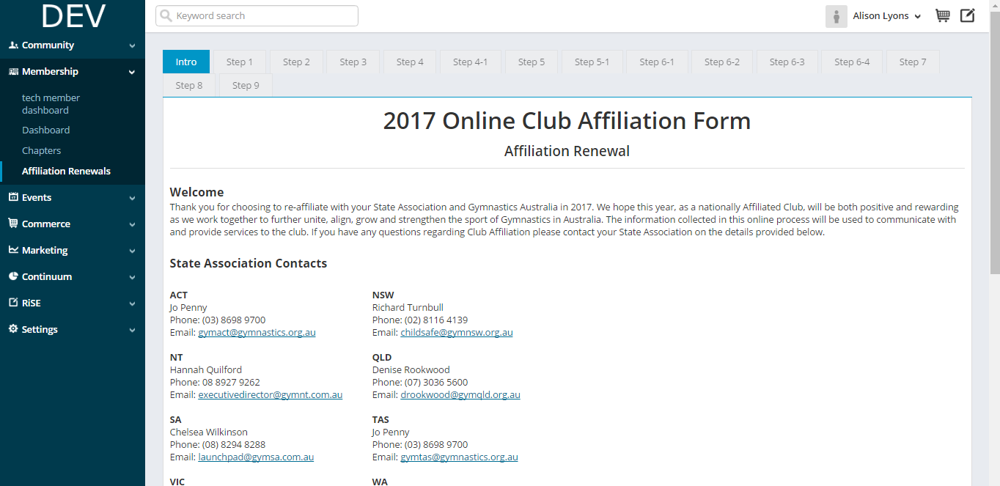 DEV
Keyword search
Alison Lyons
Community
Membership
tech member
dashboard
Dashboard
Chapters
Affiliation Renewals
Events
Commerce
Marketing
Continuum
RiSE
Settings
Intro Step 1 Step 2 Step 3 Step 4 Step 4-1 Step 5 Step 5-1 Step 6-1 Step 6-2 Step 6-3 Step 6-4 Step 7
Step 8 Step 9
2017 Online Club Affiliation Form
Affiliation Renewal
Welcome
Thank you for choosing to re-affiliate with your State Association and Gymnastics Australia in 2017. We hope this year, as a nationally Affiliated Club, will be both positive and rewarding
as we work together to further unite, align, grow and strengthen the sport of Gymnastics in Australia. The information collected in this online process will be used to communicate with
and provide services to the club. If you have any questions regarding Club Affiliation please contact your State Association on the details provided below.
State Association Contacts
ACT
Jo Penny
Phone: (03) 8698 9700
Email: gymact@gymnastics.org.au
NSW
Richard Turnbull
Phone: (02) 8116 4139
Email: childsafe@gymnsw.org.au
NT
Hannah Quilford
Phone: 08 8927 9262
Email: executivedirector@gymnt.com.au
QLD
Denise Rookwood
Phone: (07) 3036 5600
Email: drookwood@gymqld.org.au
SA
Chelsea Wilkinson
Phone: (08) 8294 8288
Email: launchpad@gymsa.com.au
TAS
Jo Penny
Phone: (03) 8698 9700
Email: gymtas@gymnastics.org.au
VIC
WA